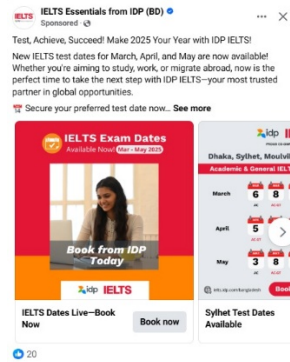 IELTS Essentials from IDP (BD)
Sponsored
Test, Achieve, Succeed! Make 2025 Your Year with IDP IELTS!
New IELTS test dates for March, April, and May are now available!
Whether you're aiming to study, work, or migrate abroad, now is the
perfect time to take the next step with IDP IELTS—your most trusted
partner in global opportunities.
Secure your preferred test date now... See more
IELTS Exam Dates
Available Now! Mar - May 2025
Book from IDP
Today
idp IELTS
IELTS Dates Live—Book
Now
Book now
idp
Dhaka, Sylhet, Moulvi
Academic & General IEL
March 6 8
April 5
May 3 8
Boo
Sylhet Test Dates
Available
20